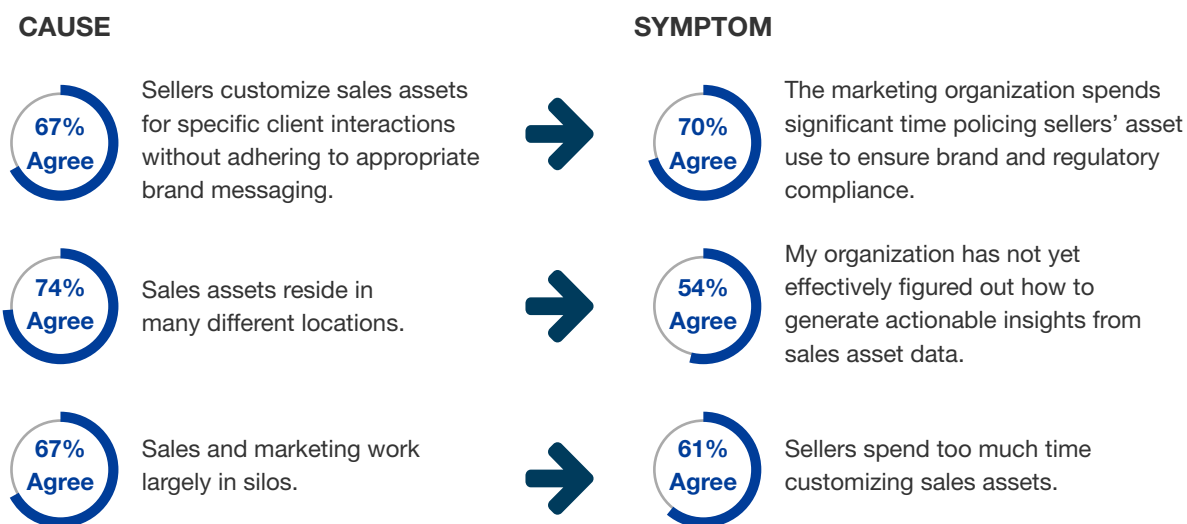 CAUSE
SYMPTOM
67%
Agree
Sellers customize sales assets
for specific client interactions
without adhering to appropriate
brand messaging.
70%
Agree
The marketing organization spends
significant time policing sellers’ asset
use to ensure brand and regulatory
compliance.
74%
Agree
Sales assets reside in
many different locations.
54%
Agree
My organization has not yet
effectively figured out how to
generate actionable insights from
sales asset data.
67%
Agree
Sales and marketing work
largely in silos.
61%
Agree
Sellers spend too much time
customizing sales assets.